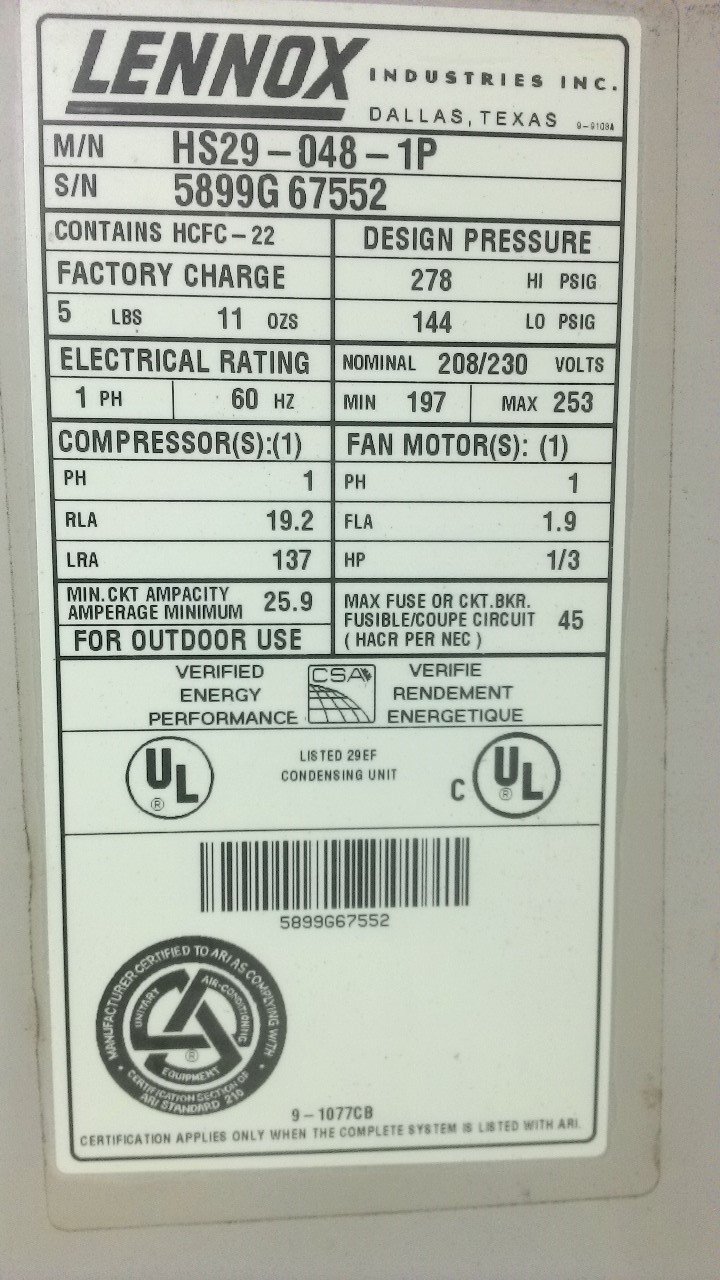 LENNOX INDUSTRIES INC.
DALLAS, TEXAS 9-9109A
M/N HS29-048-1P
S/N 5899G 67552
CONTAINS HCFC-22
DESIGN PRESSURE
FACTORY CHARGE
278 HI PSIG
5 LBS 11 OZS
144 LO PSIG
ELECTRICAL RATING
NOMINAL 208/230 VOLTS
1 PH 60 HZ
MIN 197 MAX 253
COMPRESSOR(S):(1)
FAN MOTOR(S): (1)
PH 1
PH 1
RLA 19.2
FLA 1.9
LRA 137
HP 1/3
MIN.CKT AMPACITY
AMPERAGE MINIMUM 25.9
MAX FUSE OR CKT.BKR.
FUSIBLE/COUPE CIRCUIT 45
(HACR PER NEC)
FOR OUTDOOR USE
VERIFIED
ENERGY
PERFORMANCE
CSA
VERIFIE
RENDEMENT
ENERGETIQUE
UL ®
LISTED 29EF
CONDENSING UNIT
C UL ®
5899G67552
MANUFACTURER CERTIFIED TO ARI AS COMPLYING WITH
UNITARY
AIR-CONDITIONING
®
EQUIPMENT
CERTIFICATION SECTION OF
ARI STANDARD 210
9-1077CB
CERTIFICATION APPLIES ONLY WHEN THE COMPLETE SYSTEM IS LISTED WITH ARI.